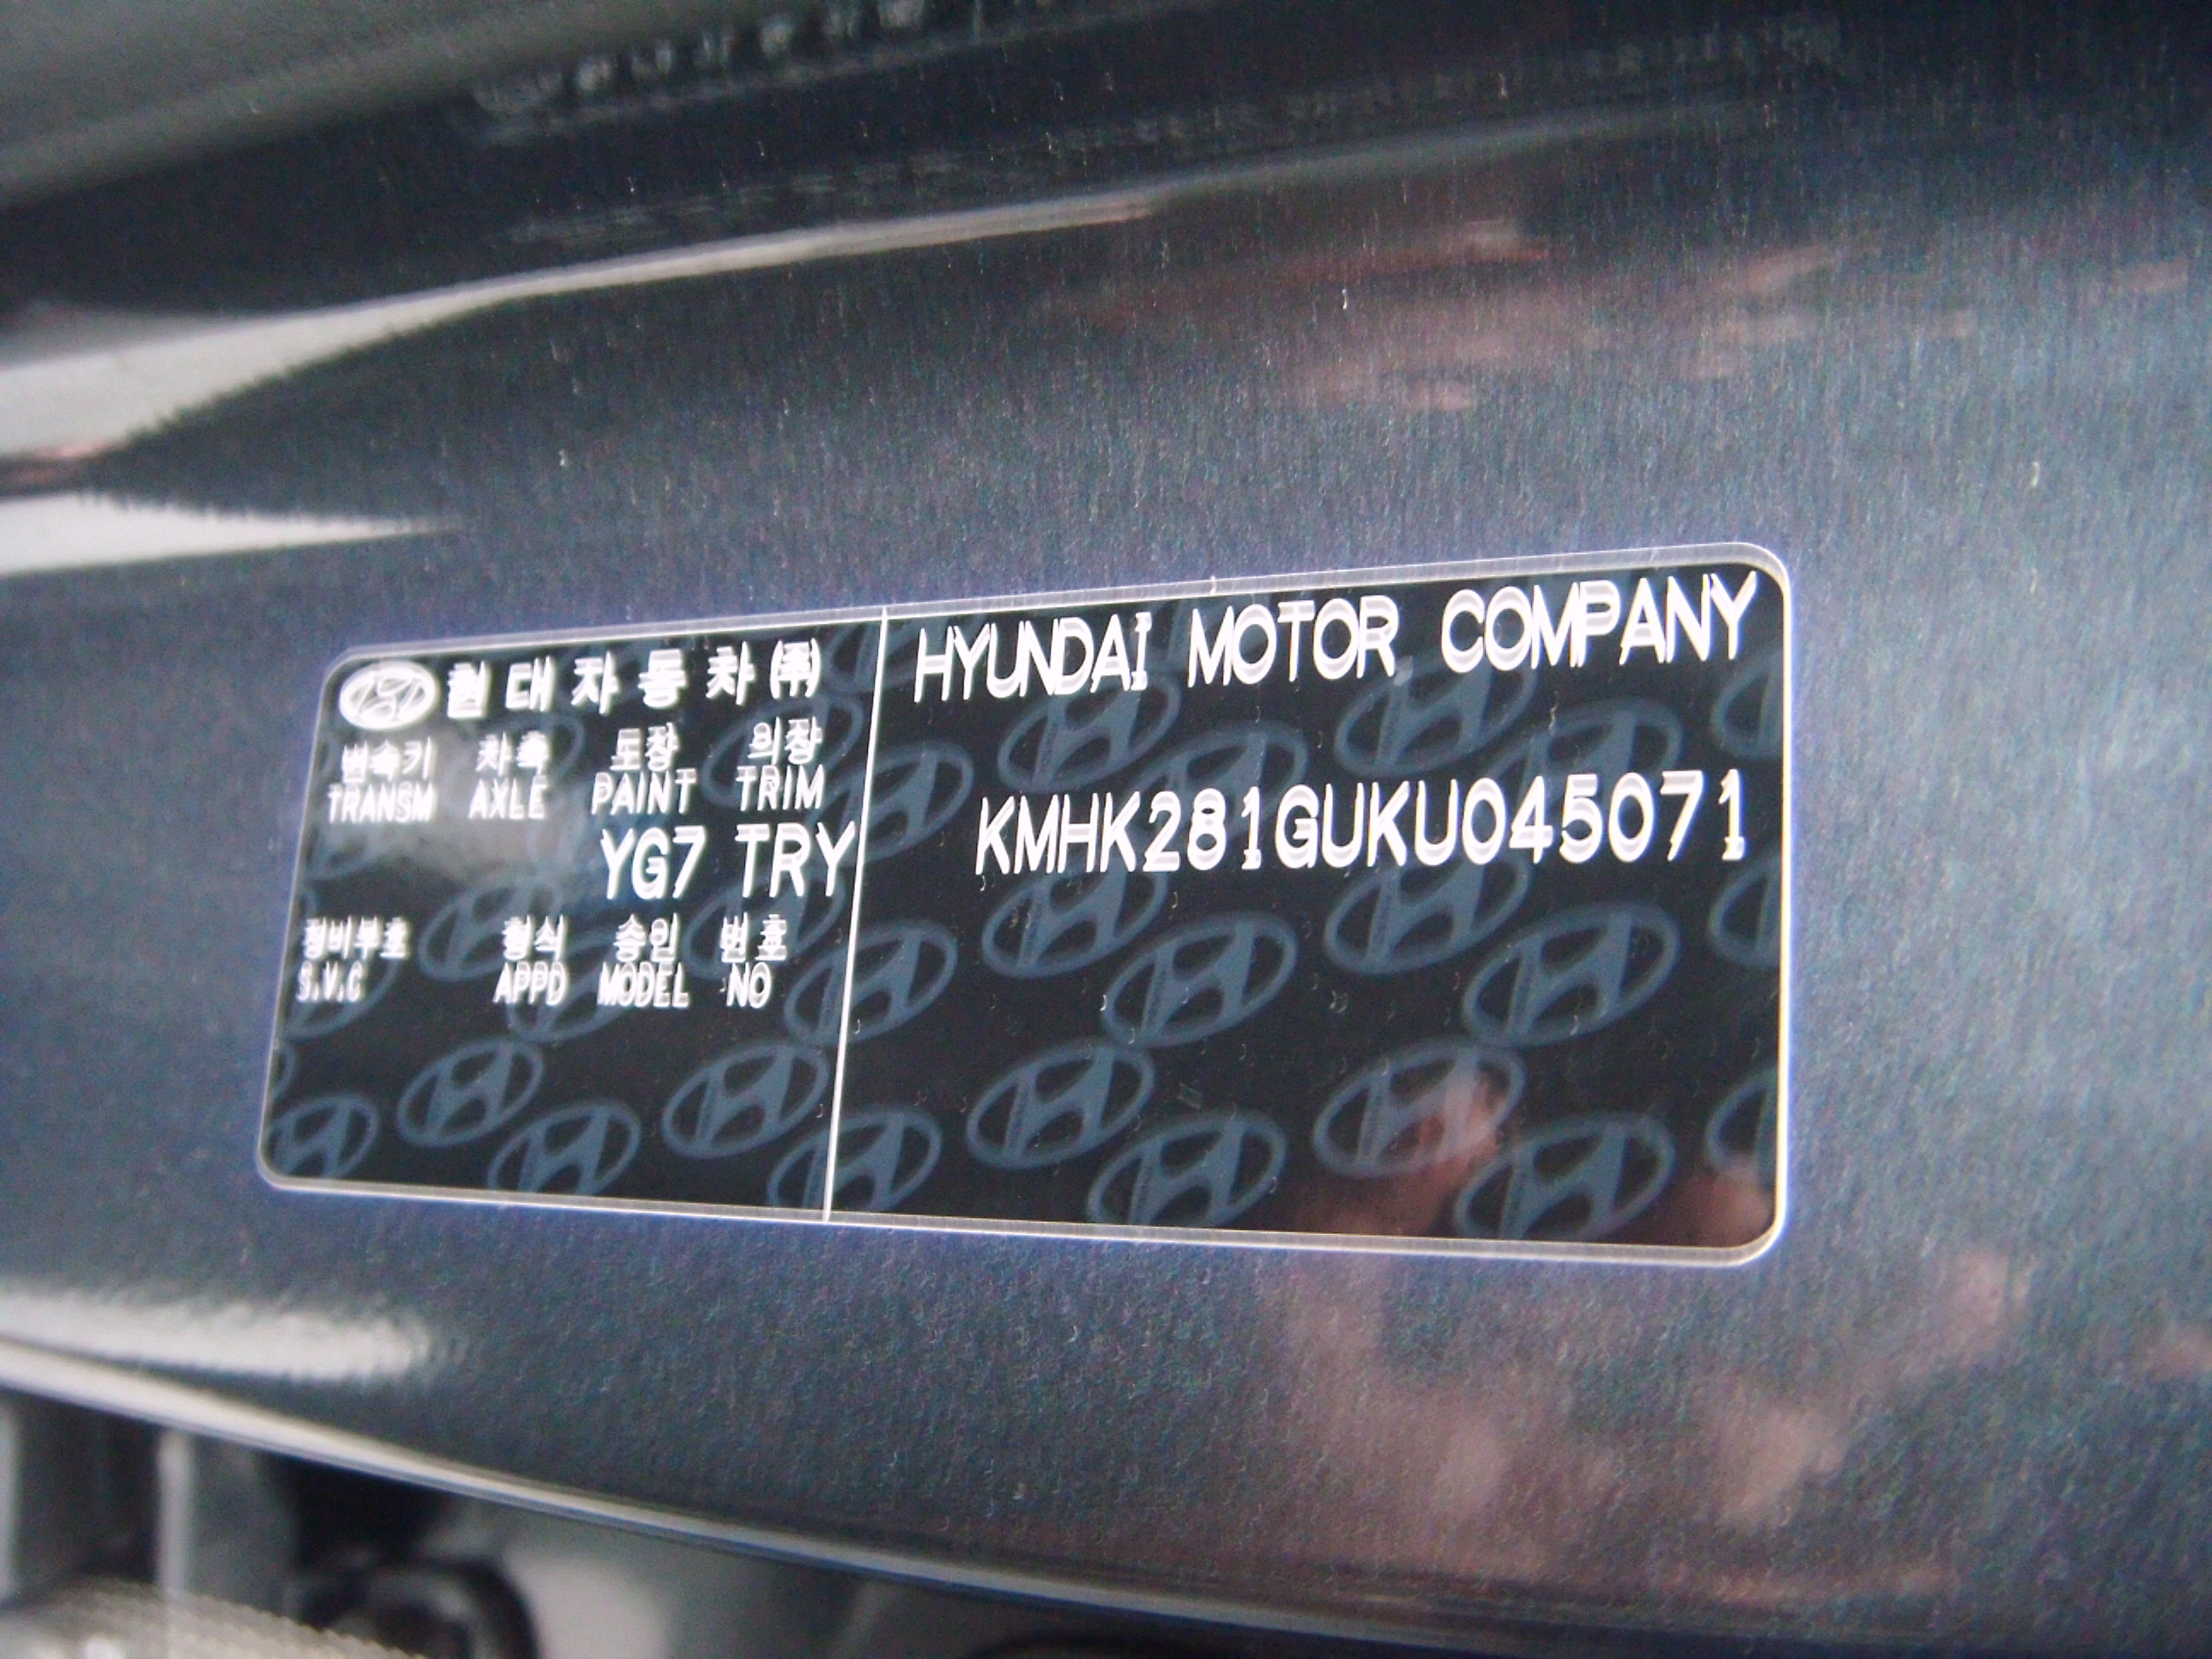 현대자동차㈜
변속기 차축 도장 의장
TRANSM AXLE PAINT TRIM
YG7 TRY
정비부호 형식 승인 번호
S.V.C APPD MODEL NO
HYUNDAI MOTOR COMPANY
KMHK281GUKU045071